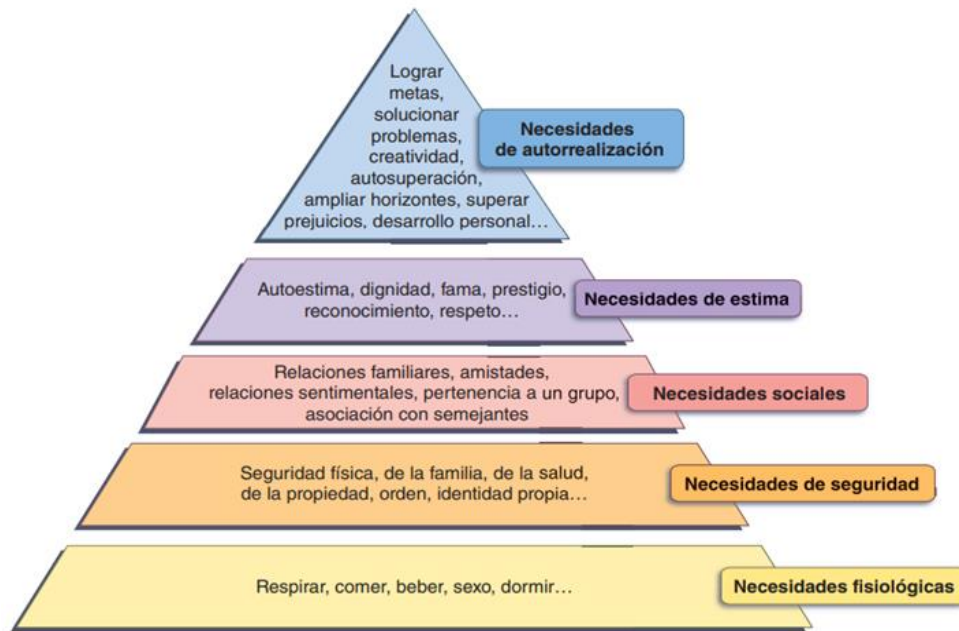 Lograr
metas,
solucionar
problemas,
creatividad,
autosuperación,
ampliar horizontes, superar
prejuicios, desarrollo personal…
Necesidades
de autorrealización
Autoestima, dignidad, fama, prestigio,
reconocimiento, respeto…
Necesidades de estima
Relaciones familiares, amistades,
relaciones sentimentales, pertenencia a un grupo,
asociación con semejantes
Necesidades sociales
Seguridad física, de la familia, de la salud,
de la propiedad, orden, identidad propia…
Necesidades de seguridad
Respirar, comer, beber, sexo, dormir…
Necesidades fisiológicas